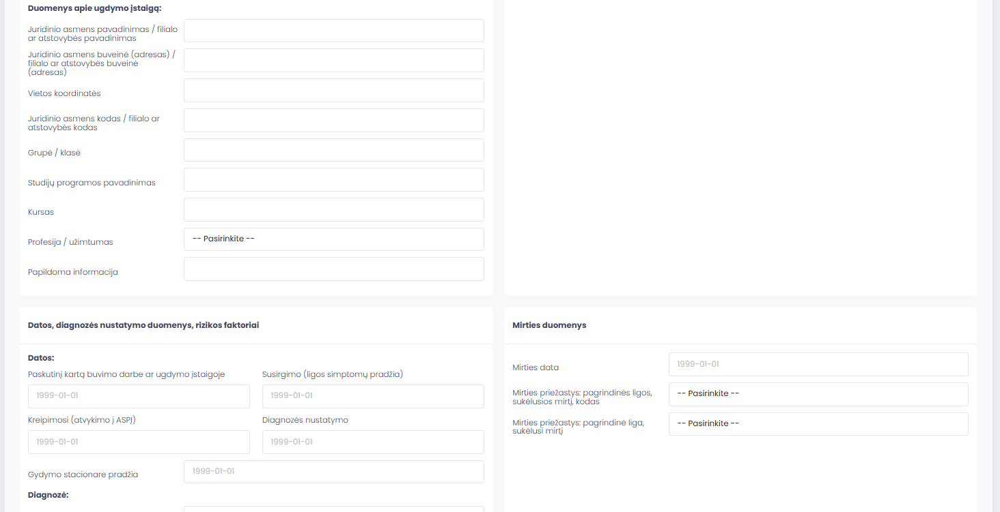 Duomenys apie ugdymo įstaigą:
Juridinio asmens pavadinimas / filialo
ar atstovybės pavadinimas
Juridinio asmens buveinė (adresas) /
filialo ar atstovybės buveinė
(adresas)
Vietos koordinatės
Juridinio asmens kodas / filialo ar
atstovybės kodas
Grupė / klasė
Studijų programos pavadinimas
Kursas
Profesija / užimtumas
-- Pasirinkite --
Papildoma informacija
Datos, diagnozės nustatymo duomenys, rizikos faktoriai
Datos:
Paskutinį kartą buvimo darbe ar ugdymo įstaigoje
1999-01-01
Susirgimo (ligos simptomų pradžia)
1999-01-01
Kreipimosi (atvykimo į ASPĮ)
1999-01-01
Diagnozės nustatymo
1999-01-01
Gydymo stacionare pradžia
1999-01-01
Diagnozė:
Mirties duomenys
Mirties data
1999-01-01
Mirties priežastys: pagrindinės ligos,
sukėlusios mirtį, kodas
-- Pasirinkite --
Mirties priežastys: pagrindinė liga,
sukėlusi mirtį
-- Pasirinkite --